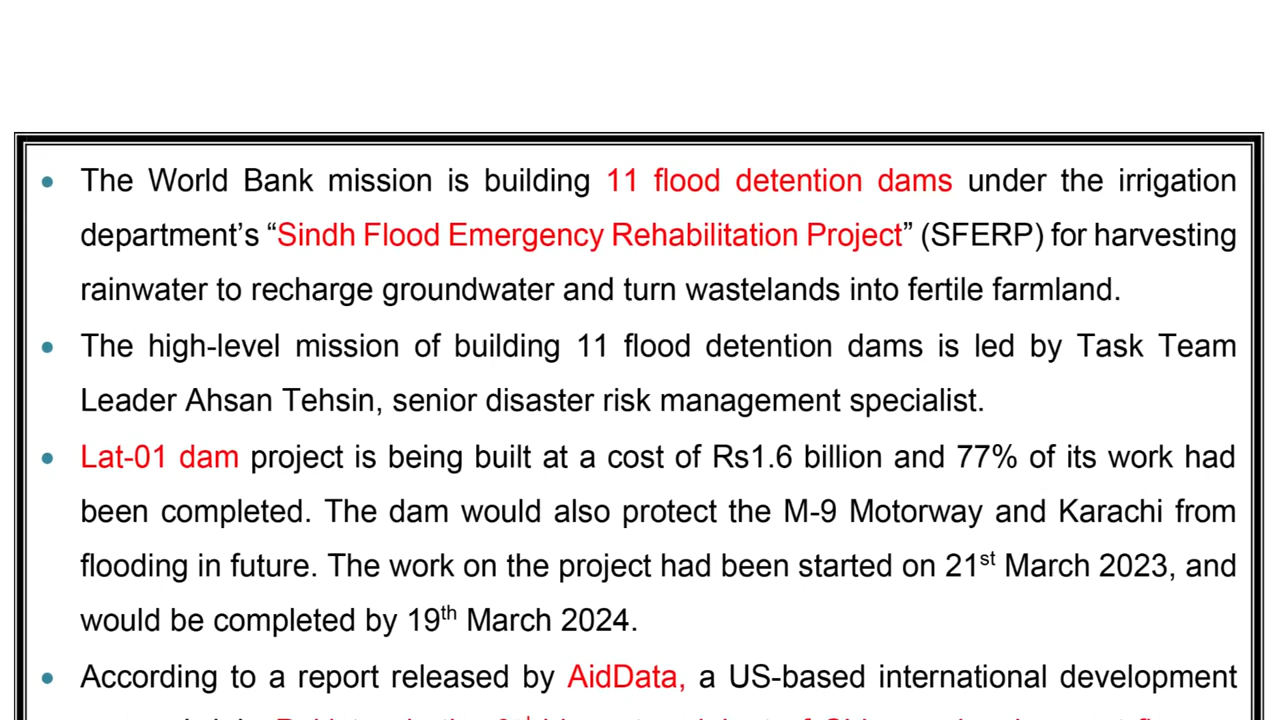 • The World Bank mission is building 11 flood detention dams under the irrigation
department’s “Sindh Flood Emergency Rehabilitation Project” (SFERP) for harvesting
rainwater to recharge groundwater and turn wastelands into fertile farmland.
• The high-level mission of building 11 flood detention dams is led by Task Team
Leader Ahsan Tehsin, senior disaster risk management specialist.
• Lat-01 dam project is being built at a cost of Rs1.6 billion and 77% of its work had
been completed. The dam would also protect the M-9 Motorway and Karachi from
flooding in future. The work on the project had been started on 21st March 2023, and
would be completed by 19th March 2024.
• According to a report released by AidData, a US-based international development